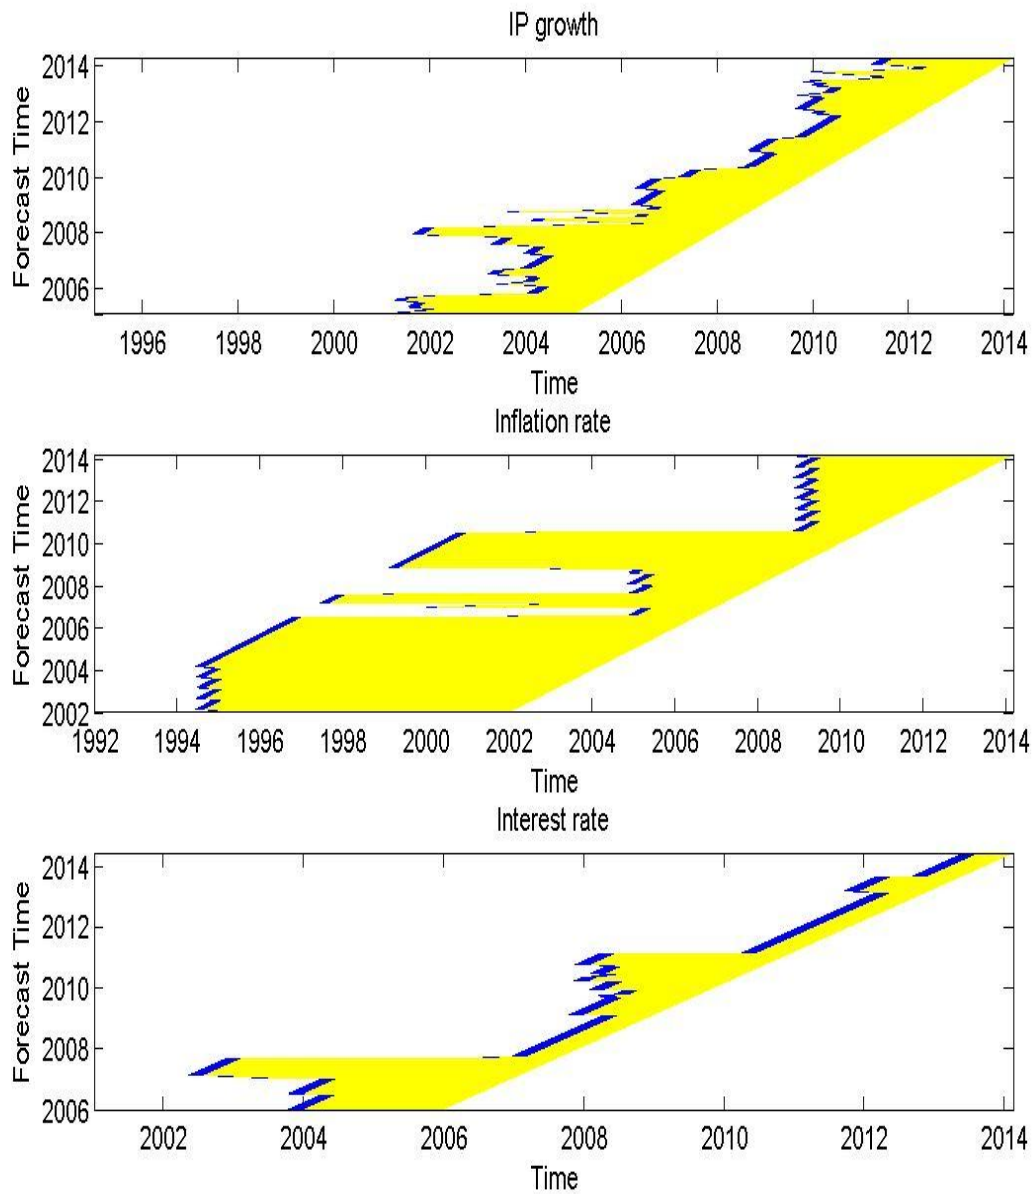 IP growth
Forecast Time
2014
2012
2010
2008
2006
1996 1998 2000 2002 2004 2006 2008 2010 2012 2014
Time
Inflation rate
Forecast Time
2014
2012
2010
2008
2006
2004
2002
1992 1994 1996 1998 2000 2002 2004 2006 2008 2010 2012 2014
Time
Interest rate
Forecast Time
2014
2012
2010
2008
2006
2002 2004 2006 2008 2010 2012 2014
Time